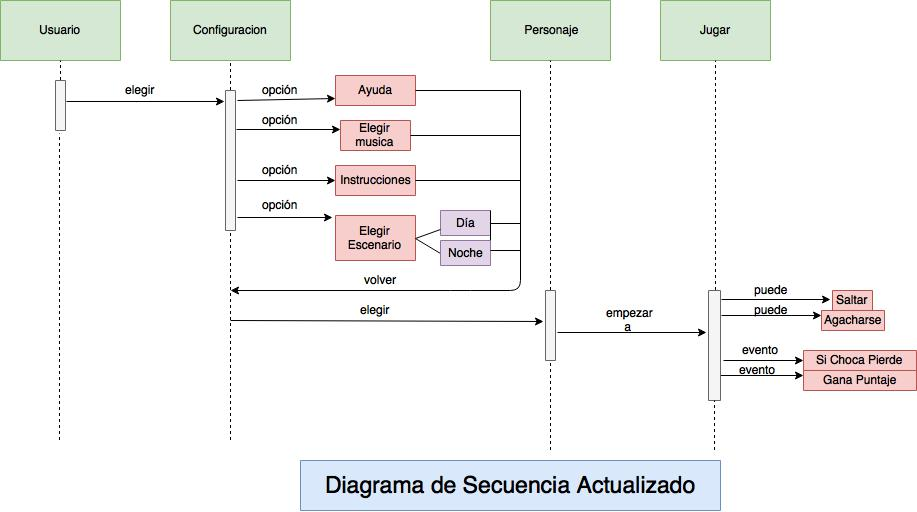 Usuario
Configuracion
Personaje
Jugar
elegir
opción
Ayuda
opción
Elegir
musica
opción
Instrucciones
opción
Elegir
Escenario
Día
Noche
volver
elegir
empezar
a
puede
Saltar
puede
Agacharse
evento
Si Choca Pierde
evento
Gana Puntaje
Diagrama de Secuencia Actualizado